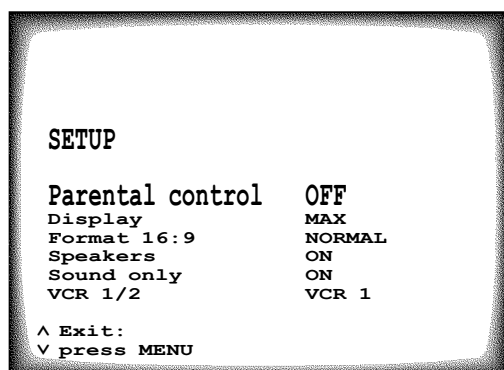 SETUP
Parental control OFF
Display MAX
Format 16:9 NORMAL
Speakers ON
Sound only ON
VCR 1/2 VCR 1
∧ Exit:
∨ press MENU